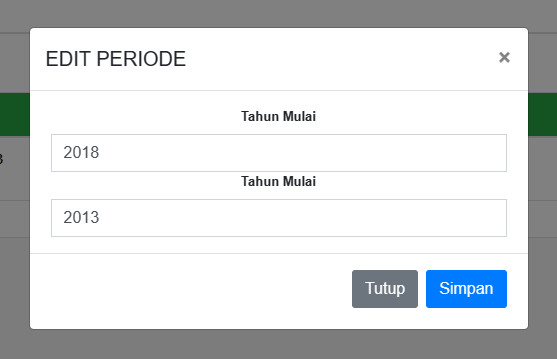 EDIT PERIODE
×
Tahun Mulai
2018
Tahun Mulai
2013
Tutup Simpan